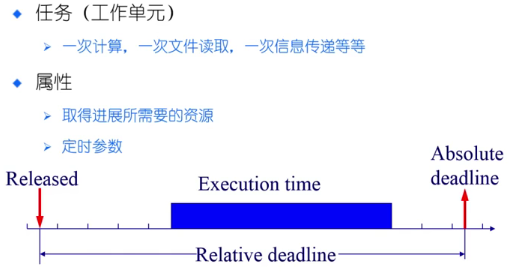 任务（工作单元）
一次计算，一次文件读取，一次信息传递等等
属性
取得进展所需要的资源
定时参数
Absolute
deadline
Released
Execution time
Relative deadline